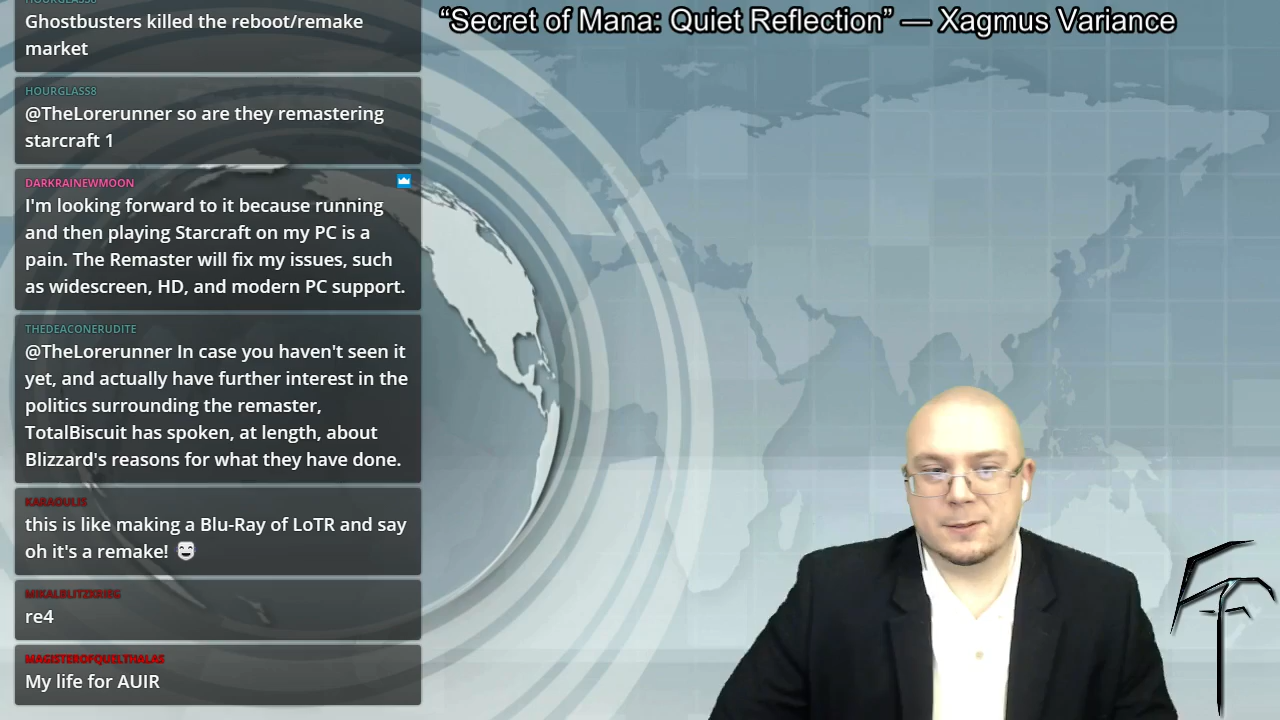 HOURGLASS8
Ghostbusters killed the reboot/remake
market
HOURGLASS8
@TheLorerunner so are they remastering
starcraft 1
DARKRAINEWMOON
I'm looking forward to it because running
and then playing Starcraft on my PC is a
pain. The Remaster will fix my issues, such
as widescreen, HD, and modern PC support.
THEDEACONERUDITE
@TheLorerunner In case you haven't seen it
yet, and actually have further interest in the
politics surrounding the remaster,
TotalBiscuit has spoken, at length, about
Blizzard's reasons for what they have done.
KARAOULIS
this is like making a Blu-Ray of LoTR and say
oh it's a remake!
MIKALBLITZKRIEG
re4
MAGISTEROFQUELTHALAS
My life for AUIR
“Secret of Mana: Quiet Reflection” — Xagmus Variance